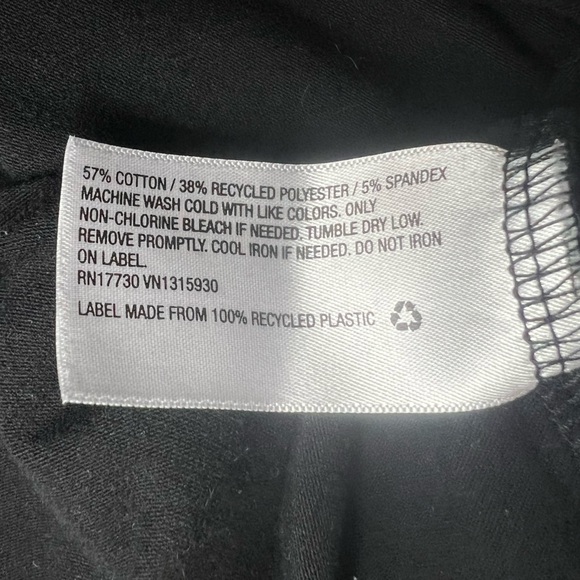 57% COTTON / 38% RECYCLED POLYESTER / 5% SPANDEX
MACHINE WASH COLD WITH LIKE COLORS. ONLY
NON-CHLORINE BLEACH IF NEEDED. TUMBLE DRY LOW.
REMOVE PROMPTLY. COOL IRON IF NEEDED. DO NOT IRON
ON LABEL.
RN17730 VN1315930
LABEL MADE FROM 100% RECYCLED PLASTIC